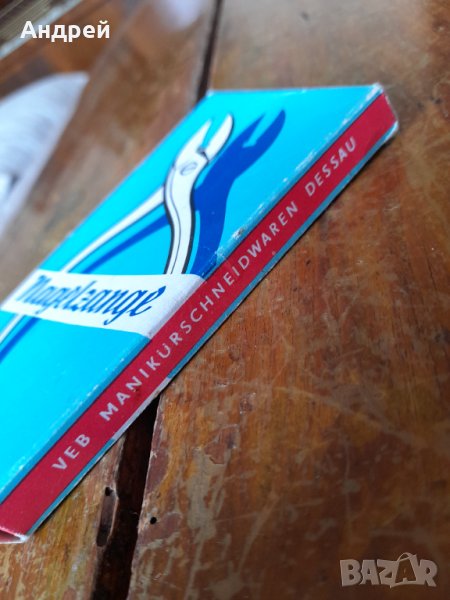 Андрей
Nagelzange
VEB MANIKÜRSCHNEIDWAREN DESSAU
BAZAR